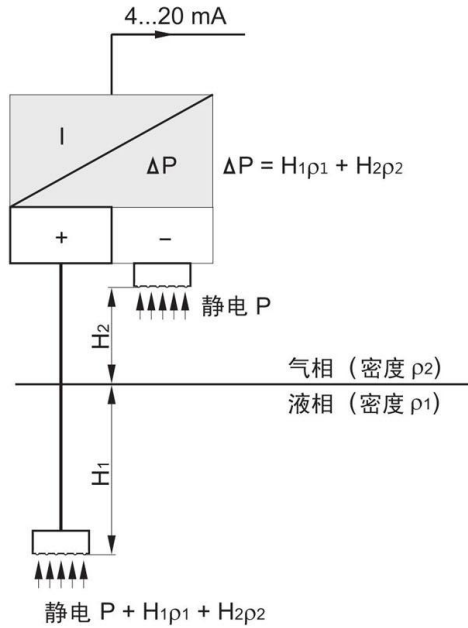 4...20 mA
I
ΔP
ΔP = H1ρ1 + H2ρ2
+
−
静电 P
H2
气相（密度 ρ2）
液相（密度 ρ1）
H1
静电 P + H1ρ1 + H2ρ2